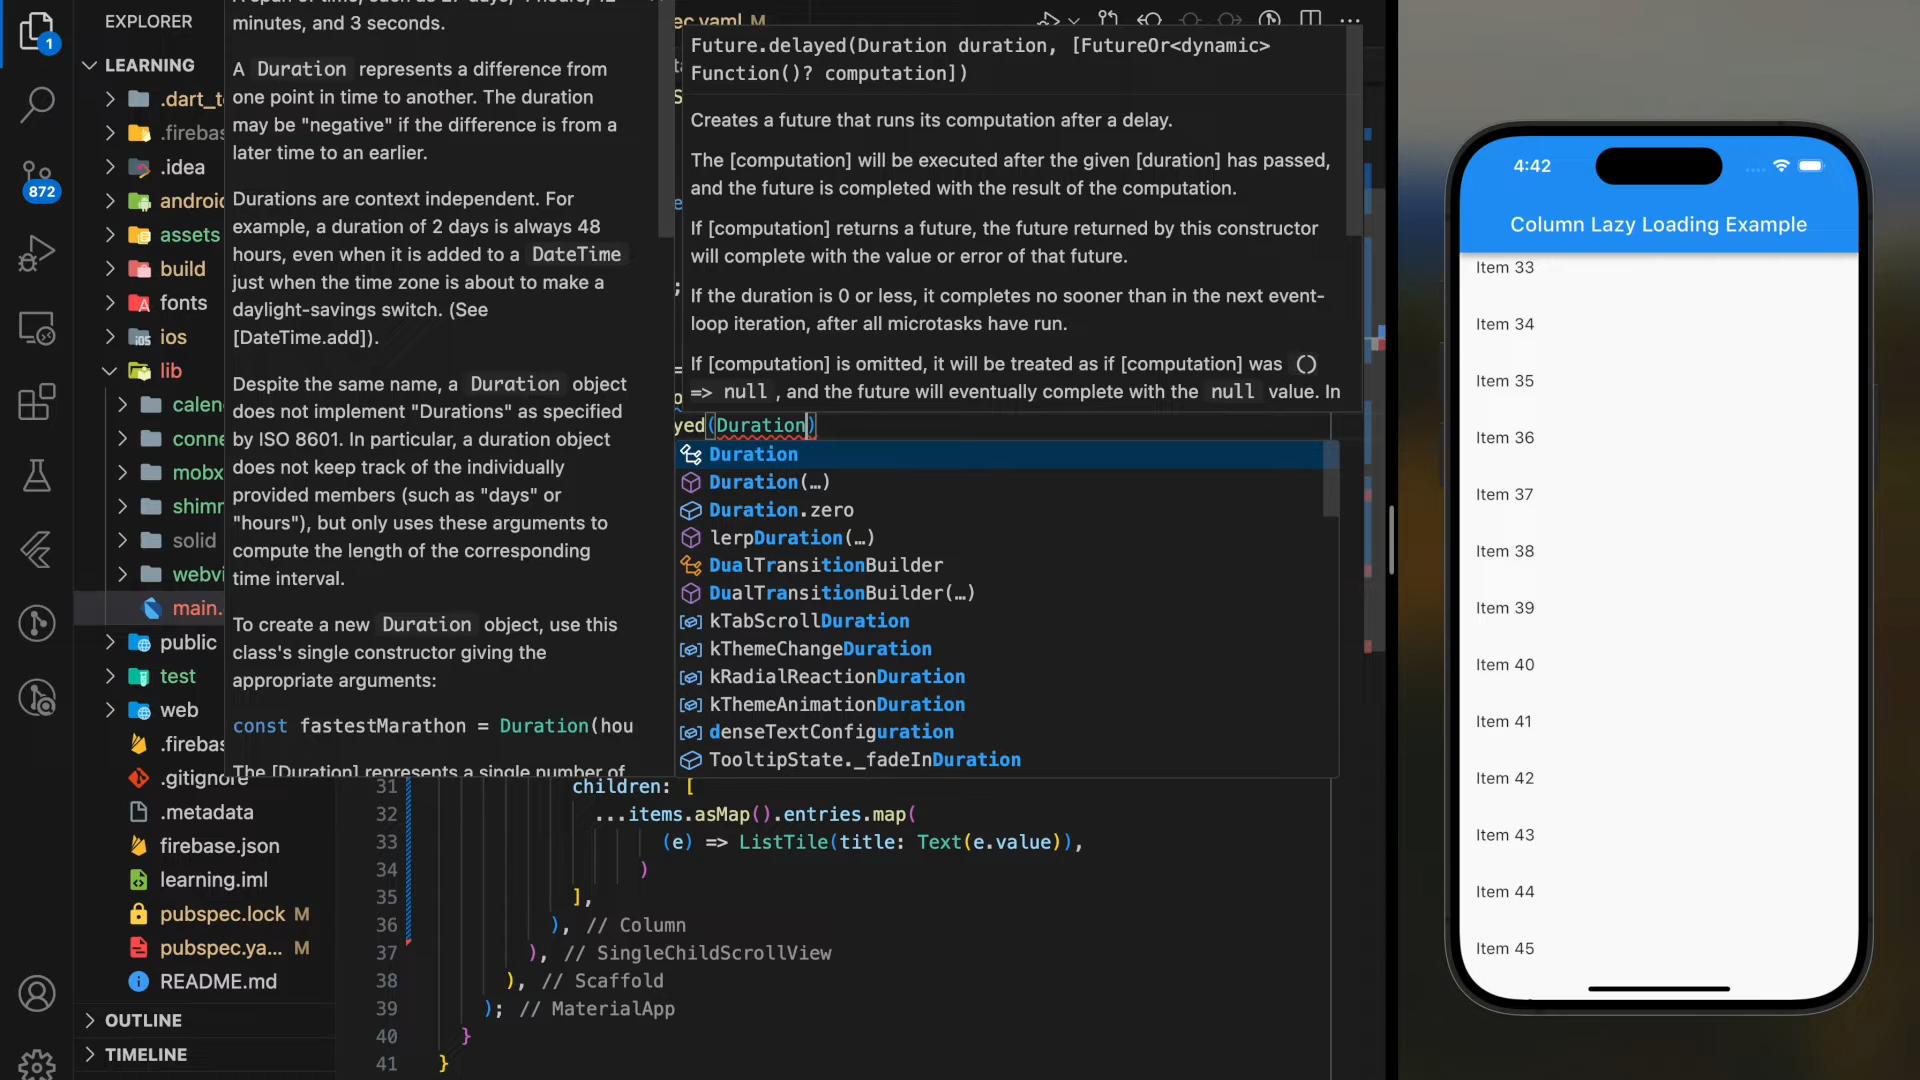 EXPLORER
LEARNING
.dart_t
.firebas
.idea
androi
assets
build
fonts
ios
lib
calen
conne
mobx
shimm
solid
webvi
main.
public
test
web
.firebas
.gitignore
.metadata
firebase.json
learning.iml
pubspec.lock M
pubspec.ya... M
README.md
OUTLINE
TIMELINE
1
872
minutes, and 3 seconds.
A Duration represents a difference from
one point in time to another. The duration
may be "negative" if the difference is from a
later time to an earlier.
Durations are context independent. For
example, a duration of 2 days is always 48
hours, even when it is added to a DateTime
just when the time zone is about to make a
daylight-savings switch. (See
[DateTime.add]).
Despite the same name, a Duration object
does not implement "Durations" as specified
by ISO 8601. In particular, a duration object
does not keep track of the individually
provided members (such as "days" or
"hours"), but only uses these arguments to
compute the length of the corresponding
time interval.
To create a new Duration object, use this
class's single constructor giving the
appropriate arguments:
const fastestMarathon = Duration(hou
The [Duration] represents a single number of
ec.yaml M
Future.delayed(Duration duration, [FutureOr<dynamic>
Function()? computation])
Creates a future that runs its computation after a delay.
The [computation] will be executed after the given [duration] has passed,
and the future is completed with the result of the computation.
If [computation] returns a future, the future returned by this constructor
will complete with the value or error of that future.
If the duration is 0 or less, it completes no sooner than in the next event-
loop iteration, after all microtasks have run.
If [computation] is omitted, it will be treated as if [computation] was ()
=> null , and the future will eventually complete with the null value. In
yed(Duration)
Duration
Duration(…)
Duration.zero
lerpDuration(…)
DualTransitionBuilder
DualTransitionBuilder(…)
kTabScrollDuration
kThemeChangeDuration
kRadialReactionDuration
kThemeAnimationDuration
denseTextConfiguration
TooltipState._fadeInDuration
31 children: [
32 ...items.asMap().entries.map(
33 (e) => ListTile(title: Text(e.value)),
34 )
35 ],
36 ), // Column
37 ), // SingleChildScrollView
38 ), // Scaffold
39 ); // MaterialApp
40 }
41 }
4:42
Column Lazy Loading Example
Item 33
Item 34
Item 35
Item 36
Item 37
Item 38
Item 39
Item 40
Item 41
Item 42
Item 43
Item 44
Item 45